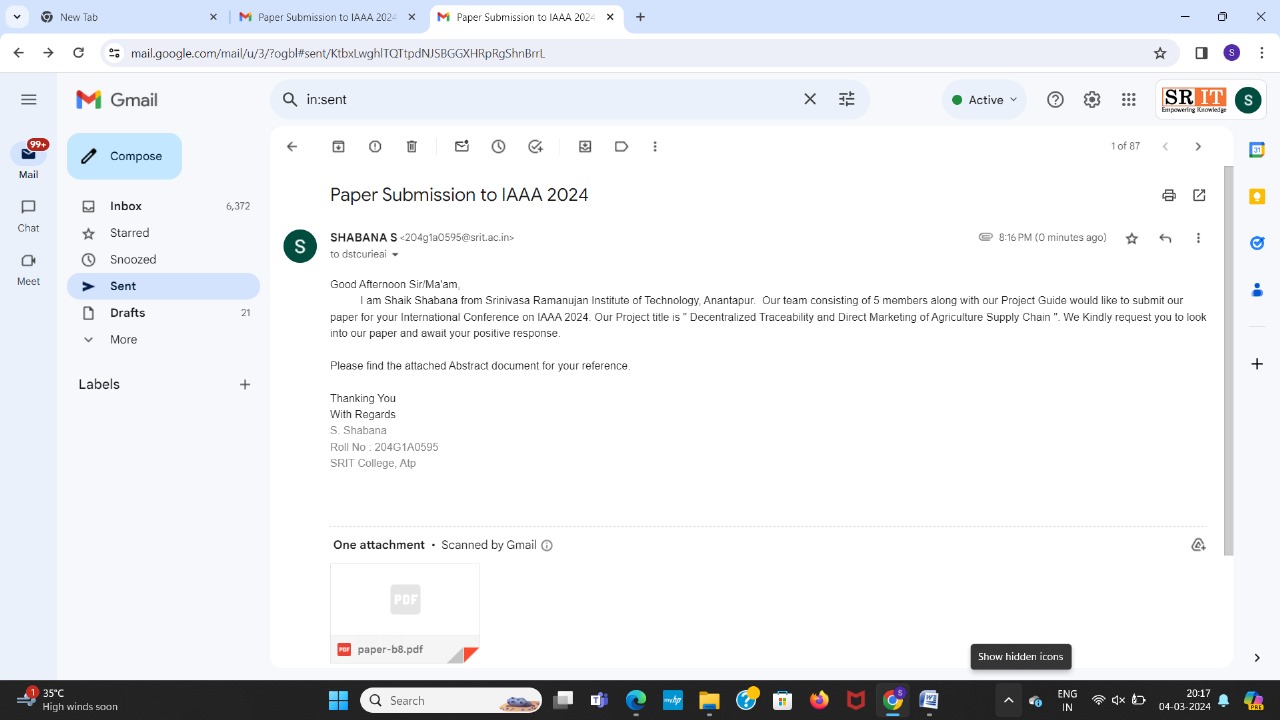 New Tab
Paper Submission to IAAA 2024
Paper Submission to IAAA 2024
mail.google.com/mail/u/3/?ogbl#sent/KtbxLwghlTQTtpdNJSBGGXHRpRgShnBrrL
S
Gmail
in:sent
Active
SRIT
Empowering Knowledge
S
99+
Mail
Chat
Meet
Compose
Inbox 6,372
Starred
Snoozed
Sent
Drafts 21
More
Labels
1 of 87
31
Paper Submission to IAAA 2024
S
SHABANA S <204g1a0595@srit.ac.in>
8:16 PM (0 minutes ago)
to dstcurieai
Good Afternoon Sir/Ma'am,
I am Shaik Shabana from Srinivasa Ramanujan Institute of Technology, Anantapur. Our team consisting of 5 members along with our Project Guide would like to submit our
paper for your International Conference on IAAA 2024. Our Project title is " Decentralized Traceability and Direct Marketing of Agriculture Supply Chain ". We Kindly request you to look
into our paper and await your positive response.
Please find the attached Abstract document for your reference.
Thanking You
With Regards
S. Shabana
Roll No : 204G1A0595
SRIT College, Atp
One attachment • Scanned by Gmail
PDF
PDF paper-b8.pdf
Show hidden icons
1
35°C
High winds soon
Search
myhp
S
ENG
IN
20:17
04-03-2024
PRE